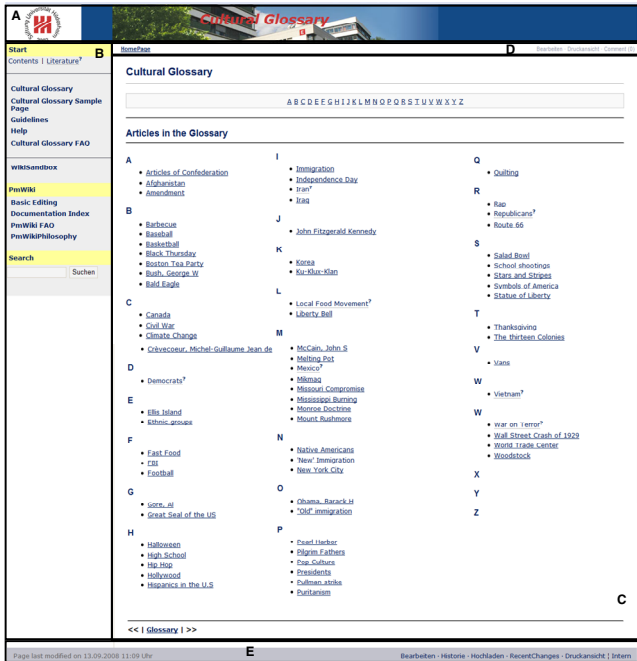 A
Cultural Glossary
Start
B
Contents | Literature?
Cultural Glossary
Cultural Glossary Sample
Page
Guidelines
Help
Cultural Glossary FAQ
WikiSandbox
PmWiki
Basic Editing
Documentation Index
PmWiki FAQ
PmWikiPhilosophy
Search
Suchen
HomePage
D
Bearbeiten - Druckansicht - Comment (0)
Cultural Glossary
A B C D E F G H I J K L M N O P Q R S T U V W X Y Z
Articles in the Glossary
A
• Articles of Confederation
• Afghanistan
• Amendment
B
• Barbecue
• Baseball
• Basketball
• Black Thursday
• Boston Tea Party
• Bush, George W
• Bald Eagle
C
• Canada
• Civil War
• Climate Change
• Crèvecoeur, Michel-Guillaume Jean de
D
• Democrats?
E
• Ellis Island
• Ethnic groups
F
• Fast Food
• FBI
• Football
G
• Gore, Al
• Great Seal of the US
H
• Halloween
• High School
• Hip Hop
• Hollywood
• Hispanics in the U.S
I
• Immigration
• Independence Day
• Iran?
• Iraq
J
• John Fitzgerald Kennedy
K
• Korea
• Ku-Klux-Klan
L
• Local Food Movement?
• Liberty Bell
M
• McCain, John S
• Melting Pot
• Mexico?
• Mikmaq
• Missouri Compromise
• Mississippi Burning
• Monroe Doctrine
• Mount Rushmore
N
• Native Americans
• 'New' Immigration
• New York City
O
• Obama, Barack H
• "Old" immigration
P
• Pearl Harbor
• Pilgrim Fathers
• Pop Culture
• Presidents
• Pullman strike
• Puritanism
Q
• Quilting
R
• Rap
• Republicans?
• Route 66
S
• Salad Bowl
• School shootings
• Stars and Stripes
• Symbols of America
• Statue of Liberty
T
• Thanksgiving
• The thirteen Colonies
V
• Vans
W
• Vietnam?
W
• War on Terror?
• Wall Street Crash of 1929
• World Trade Center
• Woodstock
X
Y
Z
C
<< | Glossary | >>
Page last modified on 13.09.2008 11:09 Uhr
E
Bearbeiten - Historie - Hochladen - RecentChanges - Druckansicht | Intern